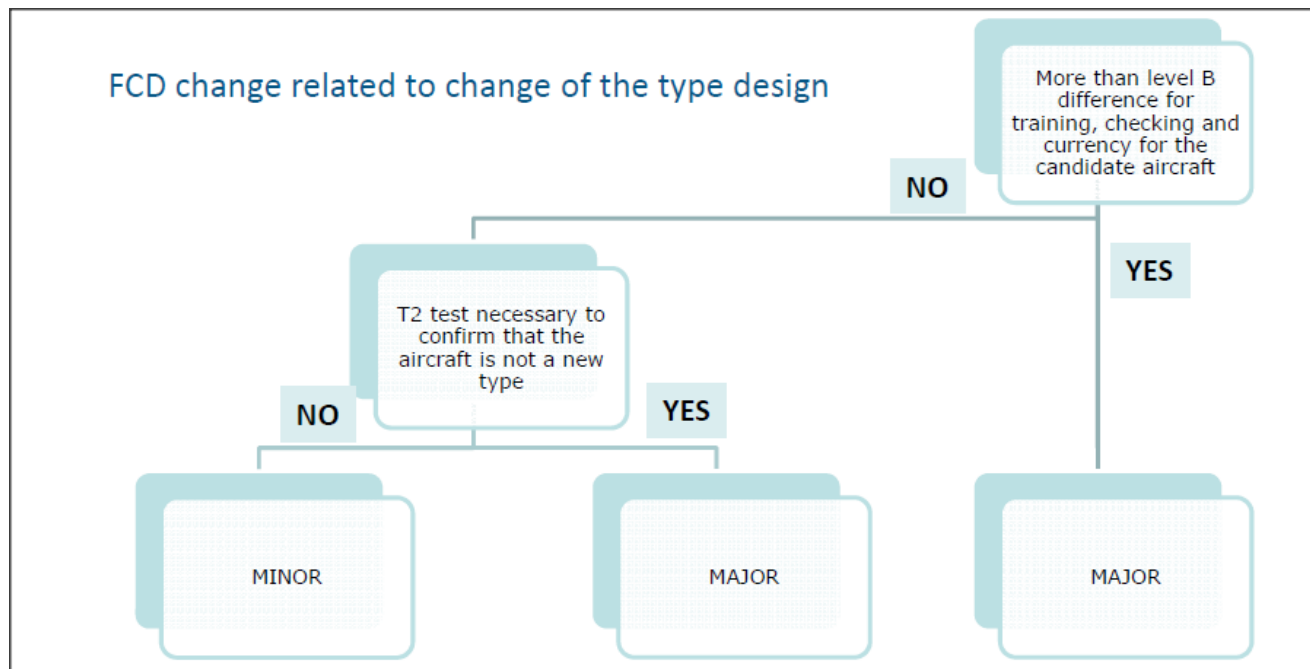 FCD change related to change of the type design
More than level B
difference for
training, checking and
currency for the
candidate aircraft
NO
YES
T2 test necessary to
confirm that the
aircraft is not a new
type
NO
YES
MINOR
MAJOR
MAJOR